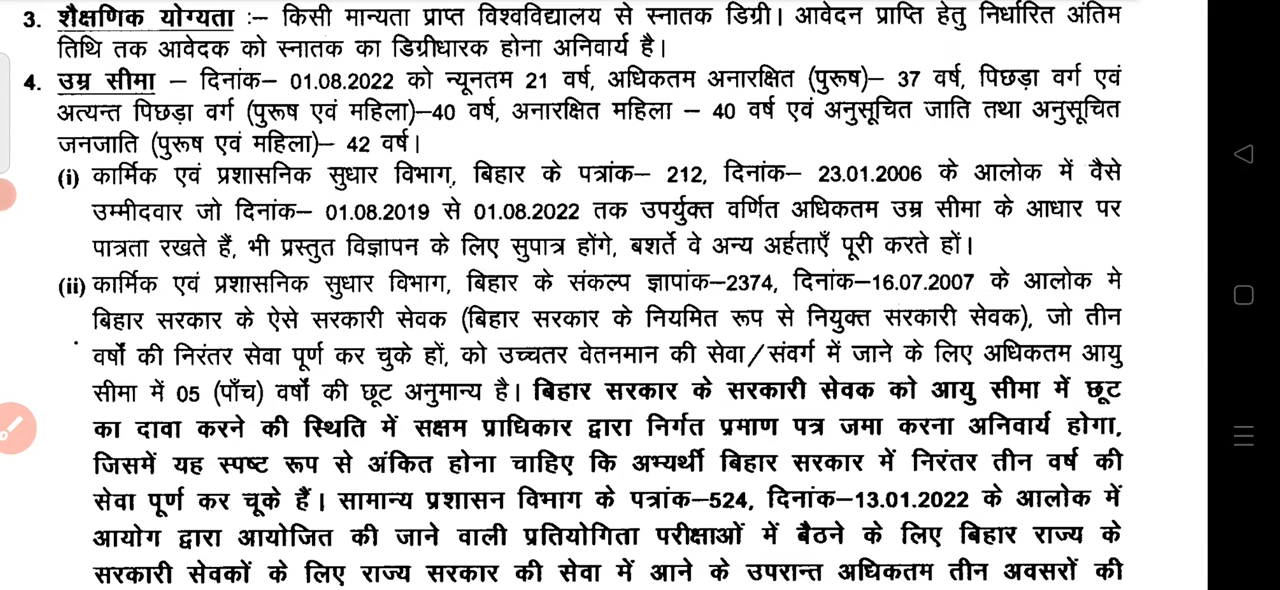 3. शैक्षणिक योग्यता :– किसी मान्यता प्राप्त विश्वविद्यालय से स्नातक डिग्री। आवेदन प्राप्ति हेतु निर्धारित अंतिम
तिथि तक आवेदक को स्नातक का डिग्रीधारक होना अनिवार्य है।
4. उम्र सीमा – दिनांक– 01.08.2022 को न्यूनतम 21 वर्ष, अधिकतम अनारक्षित (पुरूष)– 37 वर्ष, पिछड़ा वर्ग एवं
अत्यन्त पिछड़ा वर्ग (पुरूष एवं महिला)–40 वर्ष, अनारक्षित महिला – 40 वर्ष एवं अनुसूचित जाति तथा अनुसूचित
जनजाति (पुरूष एवं महिला)– 42 वर्ष।
(i) कार्मिक एवं प्रशासनिक सुधार विभाग, बिहार के पत्रांक– 212, दिनांक– 23.01.2006 के आलोक में वैसे
उम्मीदवार जो दिनांक– 01.08.2019 से 01.08.2022 तक उपर्युक्त वर्णित अधिकतम उम्र सीमा के आधार पर
पात्रता रखते हैं, भी प्रस्तुत विज्ञापन के लिए सुपात्र होंगे, बशर्ते वे अन्य अर्हताएँ पूरी करते हों।
(ii) कार्मिक एवं प्रशासनिक सुधार विभाग, बिहार के संकल्प ज्ञापांक–2374, दिनांक–16.07.2007 के आलोक मे
बिहार सरकार के ऐसे सरकारी सेवक (बिहार सरकार के नियमित रूप से नियुक्त सरकारी सेवक), जो तीन
वर्षों की निरंतर सेवा पूर्ण कर चुके हों, को उच्चतर वेतनमान की सेवा/संवर्ग में जाने के लिए अधिकतम आयु
सीमा में 05 (पाँच) वर्षों की छूट अनुमान्य है। बिहार सरकार के सरकारी सेवक को आयु सीमा में छूट
का दावा करने की स्थिति में सक्षम प्राधिकार द्वारा निर्गत प्रमाण पत्र जमा करना अनिवार्य होगा,
जिसमें यह स्पष्ट रूप से अंकित होना चाहिए कि अभ्यर्थी बिहार सरकार में निरंतर तीन वर्ष की
सेवा पूर्ण कर चूके हैं। सामान्य प्रशासन विभाग के पत्रांक–524, दिनांक–13.01.2022 के आलोक में
आयोग द्वारा आयोजित की जाने वाली प्रतियोगिता परीक्षाओं में बैठने के लिए बिहार राज्य के
सरकारी सेवकों के लिए राज्य सरकार की सेवा में आने के उपरान्त अधिकतम तीन अवसरों की